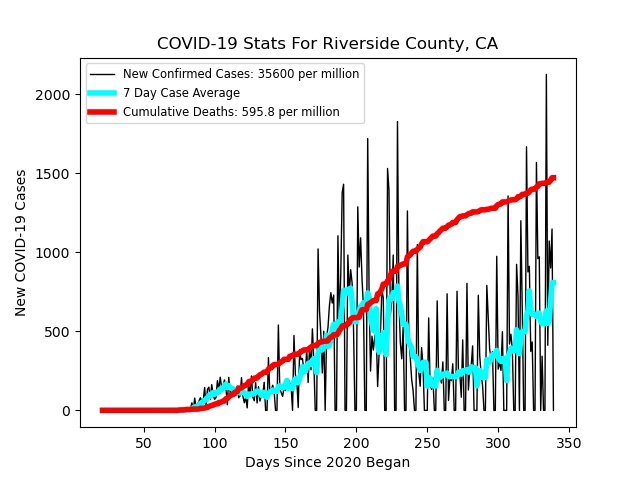 COVID-19 Stats For Riverside County, CA
New Confirmed Cases: 35600 per million
7 Day Case Average
Cumulative Deaths: 595.8 per million
2000
1500
1000
500
0
New COVID-19 Cases
50 100 150 200 250 300 350
Days Since 2020 Began